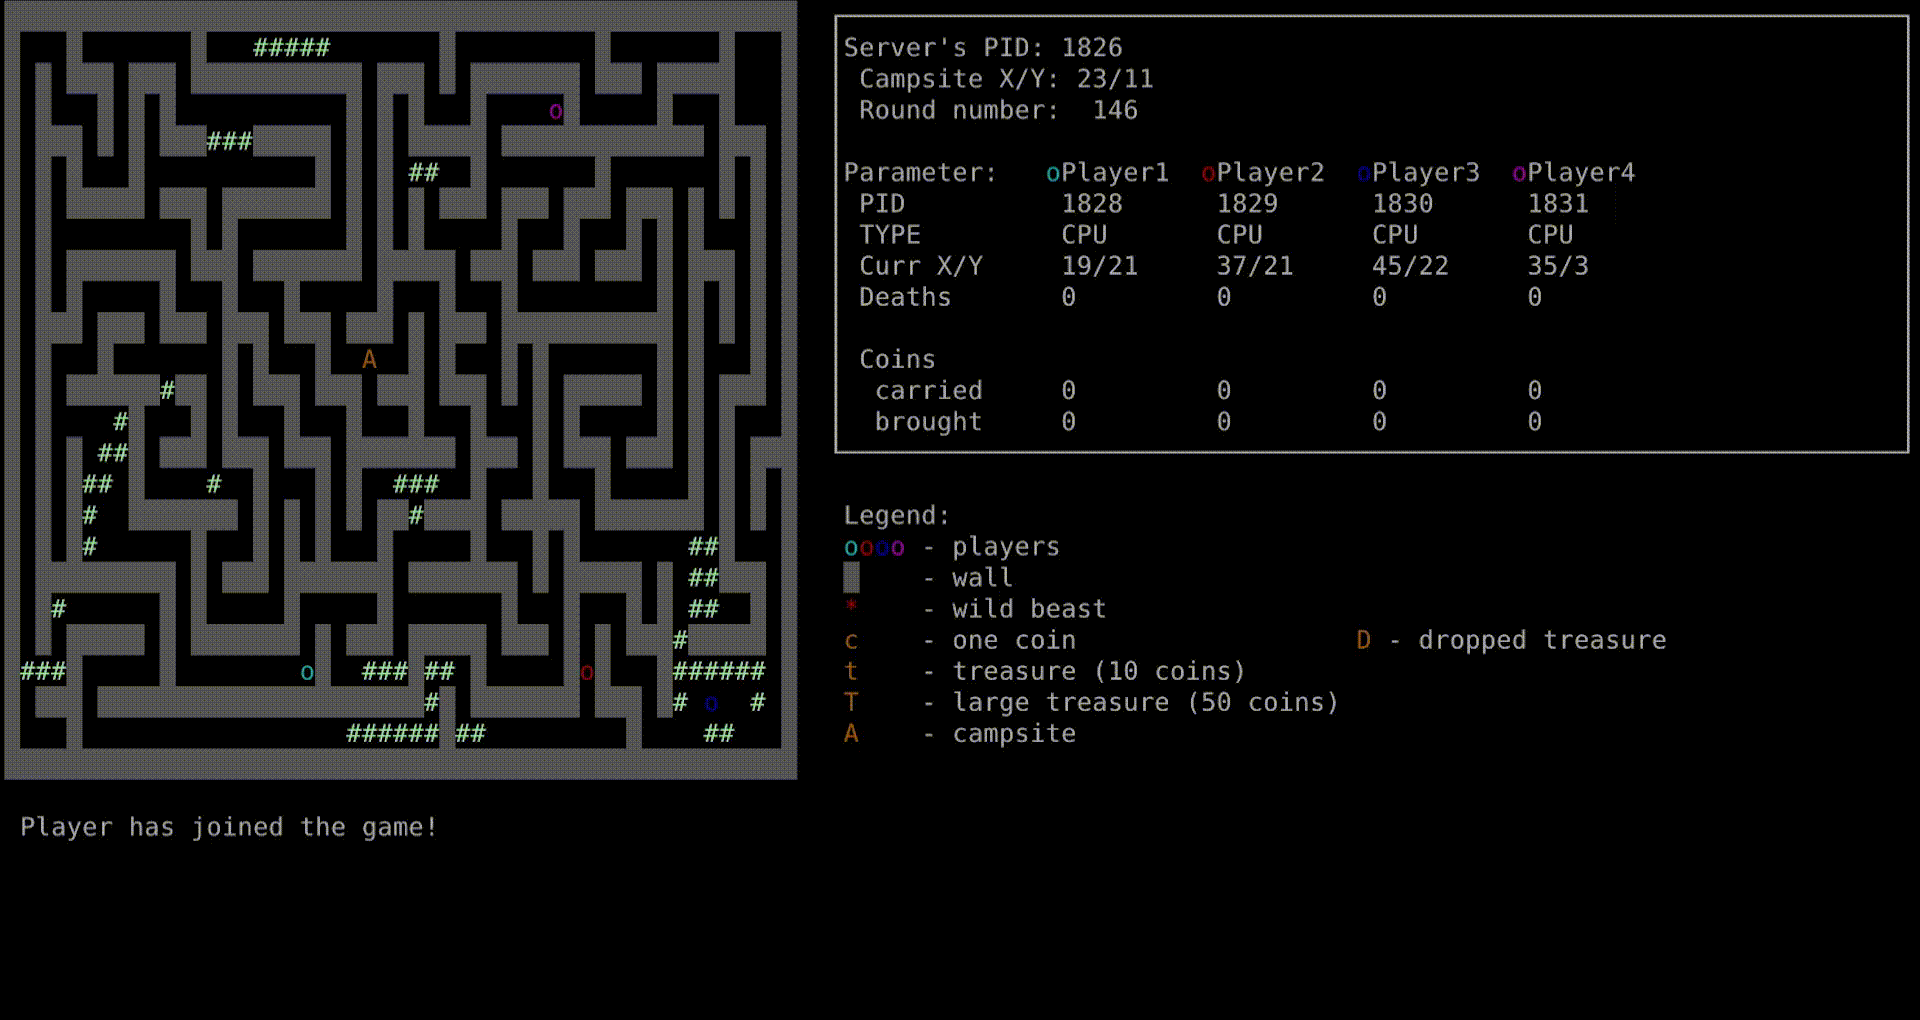 #####
o
###
##
A
#
#
##
## # ###
# #
# ##
##
# ##
#
### o ### ## o ######
# # o #
###### ## ##
Player has joined the game!
Server's PID: 1826
Campsite X/Y: 23/11
Round number: 146
Parameter: oPlayer1 oPlayer2 oPlayer3 oPlayer4
PID 1828 1829 1830 1831
TYPE CPU CPU CPU CPU
Curr X/Y 19/21 37/21 45/22 35/3
Deaths 0 0 0 0
Coins
carried 0 0 0 0
brought 0 0 0 0
Legend:
oooo - players
- wall
* - wild beast
c - one coin D - dropped treasure
t - treasure (10 coins)
T - large treasure (50 coins)
A - campsite